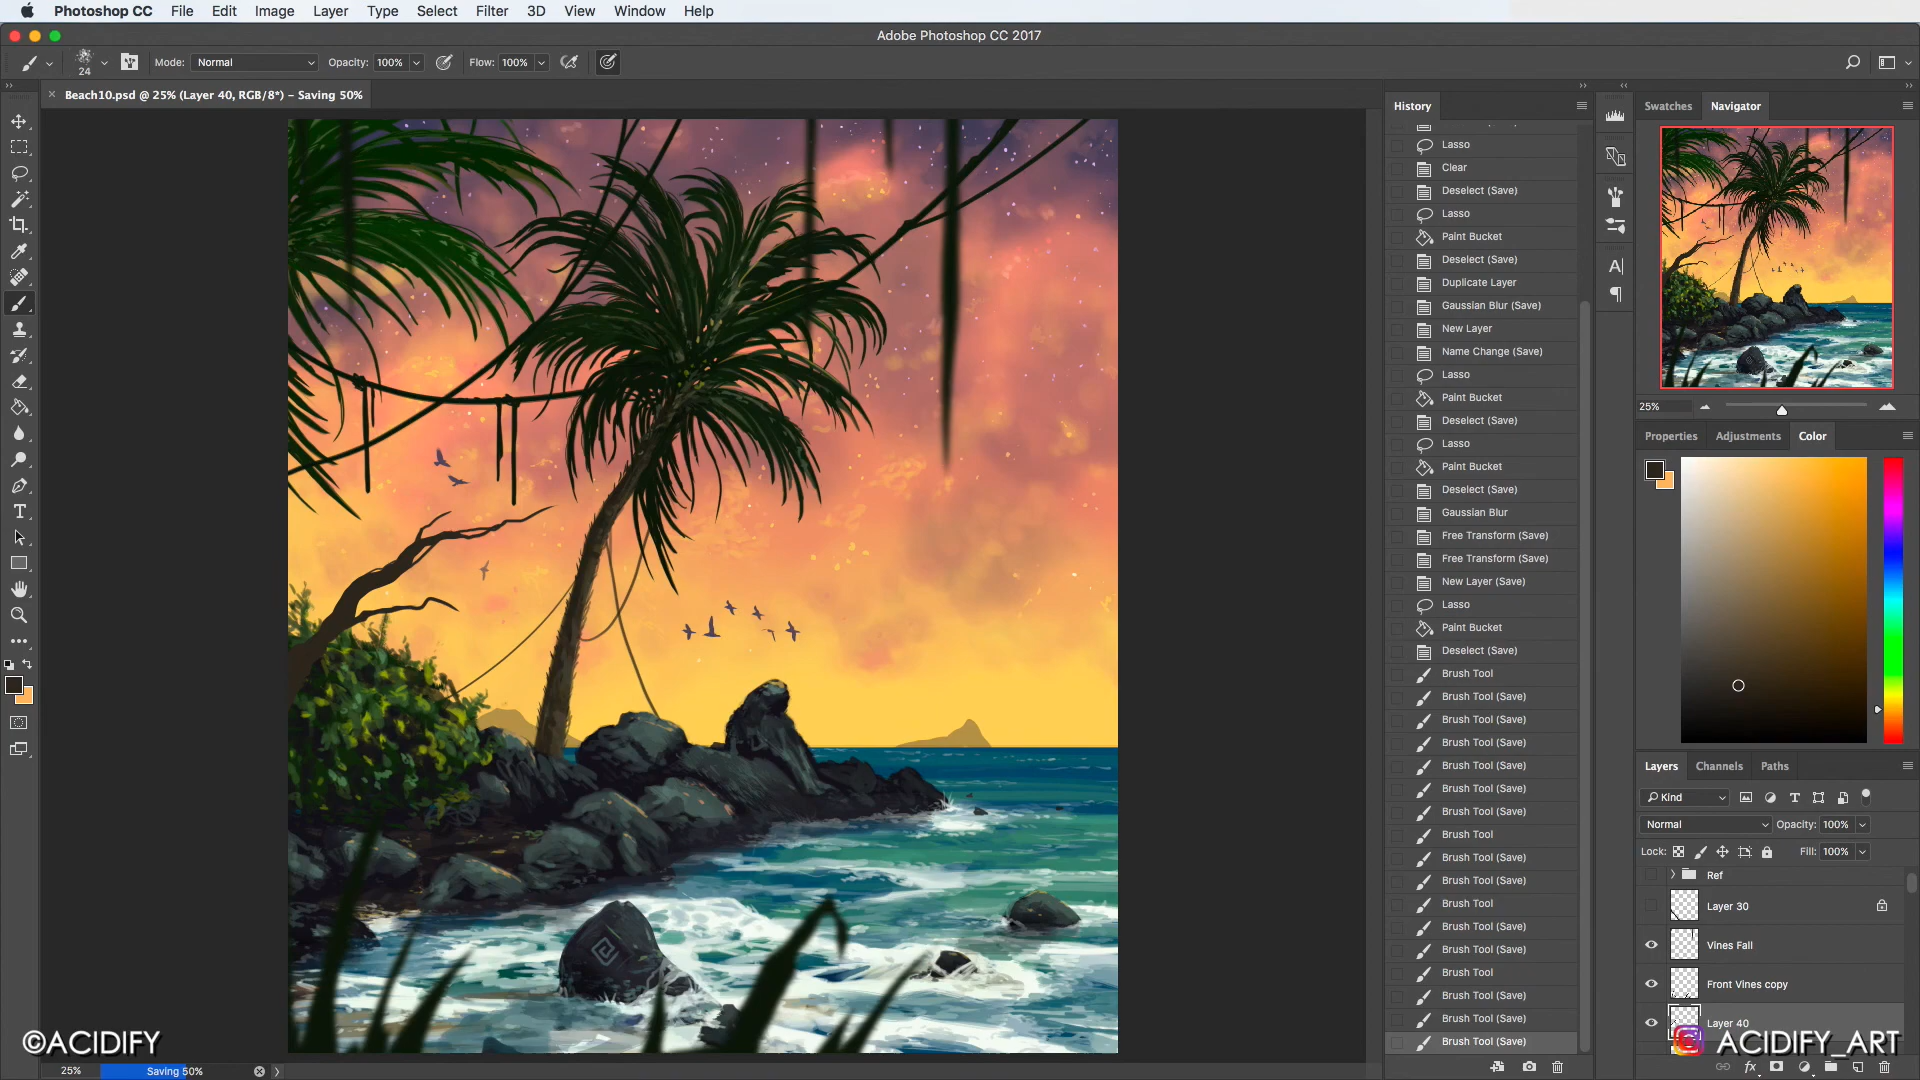 Photoshop CC File Edit Image Layer Type Select Filter 3D View Window Help
Adobe Photoshop CC 2017
24 Mode: Normal Opacity: 100% Flow: 100%
× Beach10.psd @ 25% (Layer 40, RGB/8*) – Saving 50%
History
Lasso
Clear
Deselect (Save)
Lasso
Paint Bucket
Deselect (Save)
Duplicate Layer
Gaussian Blur (Save)
New Layer
Name Change (Save)
Lasso
Paint Bucket
Deselect (Save)
Lasso
Paint Bucket
Deselect (Save)
Gaussian Blur
Free Transform (Save)
Free Transform (Save)
New Layer (Save)
Lasso
Paint Bucket
Deselect (Save)
Brush Tool
Brush Tool (Save)
Brush Tool (Save)
Brush Tool (Save)
Brush Tool (Save)
Brush Tool (Save)
Brush Tool (Save)
Brush Tool
Brush Tool (Save)
Brush Tool (Save)
Brush Tool
Brush Tool (Save)
Brush Tool (Save)
Brush Tool
Brush Tool (Save)
Brush Tool (Save)
Brush Tool (Save)
Swatches Navigator
25%
Properties Adjustments Color
Layers Channels Paths
Kind
Normal Opacity: 100%
Lock: Fill: 100%
Ref
Layer 30
Vines Fall
Front Vines copy
Layer 40
©ACIDIFY
ACIDIFY_ART
25% Saving 50%